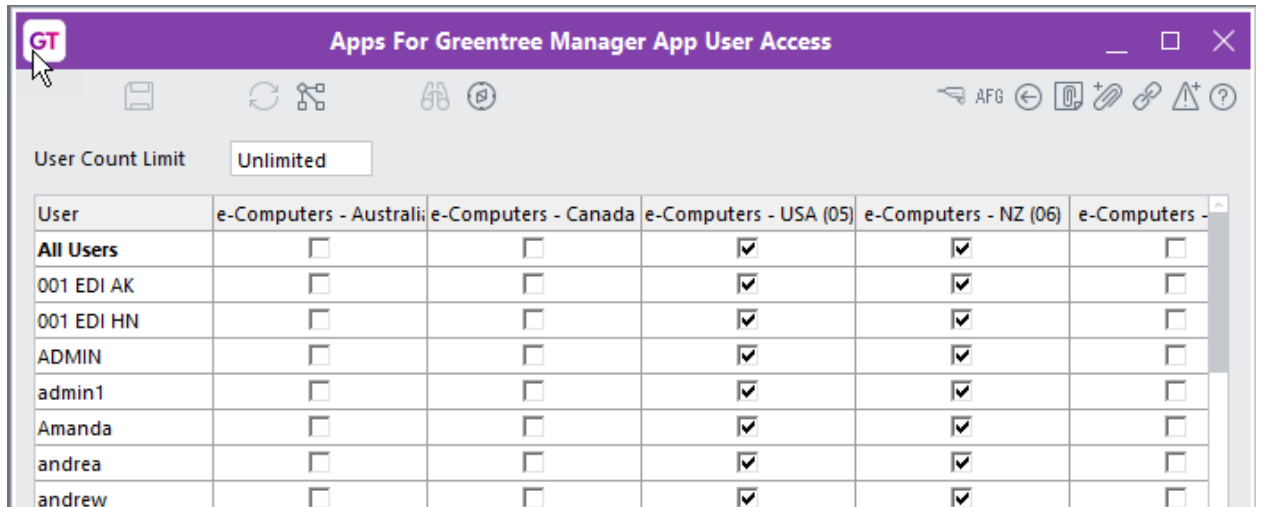 GT Apps For Greentree Manager App User Access
AFG
User Count Limit Unlimited
User e-Computers - Australia e-Computers - Canada e-Computers - USA (05) e-Computers - NZ (06) e-Computers -
All Users
001 EDI AK
001 EDI HN
ADMIN
admin1
Amanda
andrea
andrew